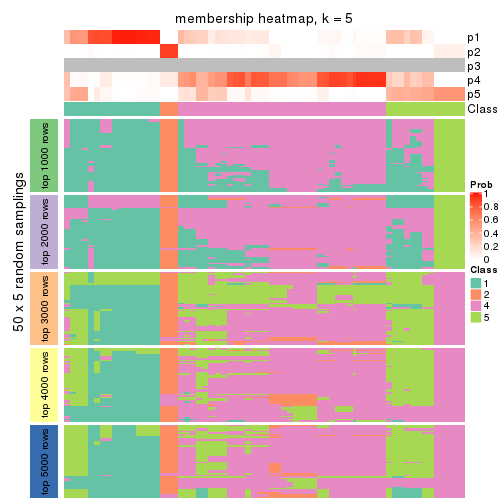 membership heatmap, k = 5
p1
p2
p3
p4
p5
Class
50 x 5 random samplings
top 1000 rows
top 2000 rows
top 3000 rows
top 4000 rows
top 5000 rows
Prob
1
0.8
0.6
0.4
0.2
0
Class
1
2
4
5